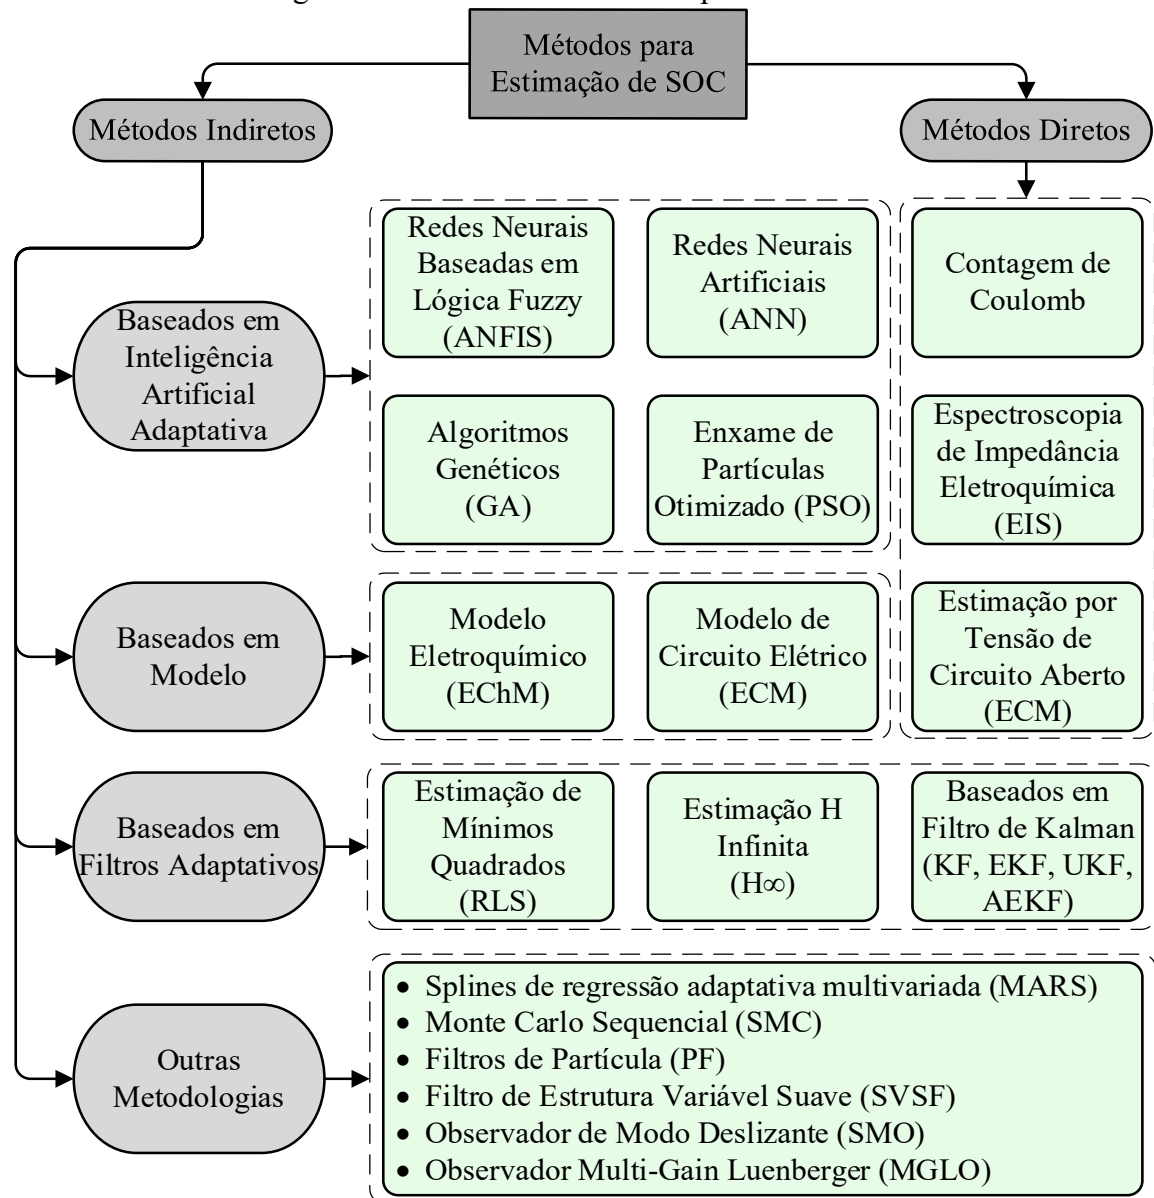 Métodos para
Estimação de SOC
Métodos Indiretos
Métodos Diretos
Baseados em
Inteligência
Artificial
Adaptativa
Redes Neurais
Baseadas em
Lógica Fuzzy
(ANFIS)
Redes Neurais
Artificiais
(ANN)
Algoritmos
Genéticos
(GA)
Enxame de
Partículas
Otimizado (PSO)
Contagem de
Coulomb
Espectroscopia
de Impedância
Eletroquímica
(EIS)
Estimação por
Tensão de
Circuito Aberto
(ECM)
Baseados em
Modelo
Modelo
Eletroquímico
(EChM)
Modelo de
Circuito Elétrico
(ECM)
Baseados em
Filtros Adaptativos
Estimação de
Mínimos
Quadrados
(RLS)
Estimação H
Infinita
(H∞)
Baseados em
Filtro de Kalman
(KF, EKF, UKF,
AEKF)
Outras
Metodologias
• Splines de regressão adaptativa multivariada (MARS)
• Monte Carlo Sequencial (SMC)
• Filtros de Partícula (PF)
• Filtro de Estrutura Variável Suave (SVSF)
• Observador de Modo Deslizante (SMO)
• Observador Multi-Gain Luenberger (MGLO)